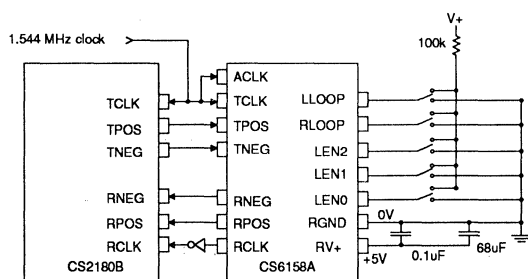 V+
1.544 MHz clock
100k
ACLK
TCLK
TCLK
LLOOP
TPOS
TPOS
RLOOP
TNEG
TNEG
LEN2
LEN1
RNEG
RNEG
LEN0
RPOS
RPOS
RGND
0V
RCLK
RCLK
RV+
+5V
0.1uF
68uF
CS2180B
CS6158A